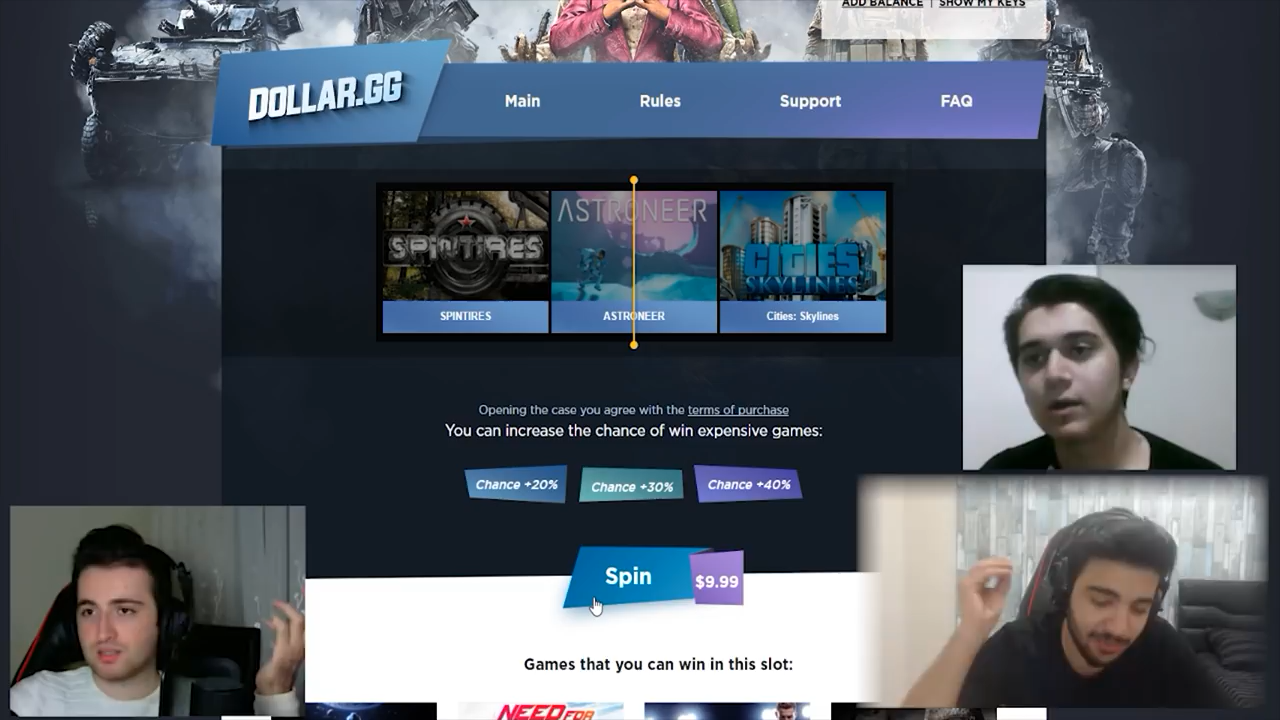 ADD BALANCE | SHOW MY KEYS
DOLLAR.GG
Main
Rules
Support
FAQ
SPINTIRES
ASTRONEER
CITIES
SKYLINES
SPINTIRES
ASTRONEER
Cities: Skylines
Opening the case you agree with the terms of purchase
You can increase the chance of win expensive games:
Chance +20%
Chance +30%
Chance +40%
Spin
$9.99
Games that you can win in this slot:
NEED FOR